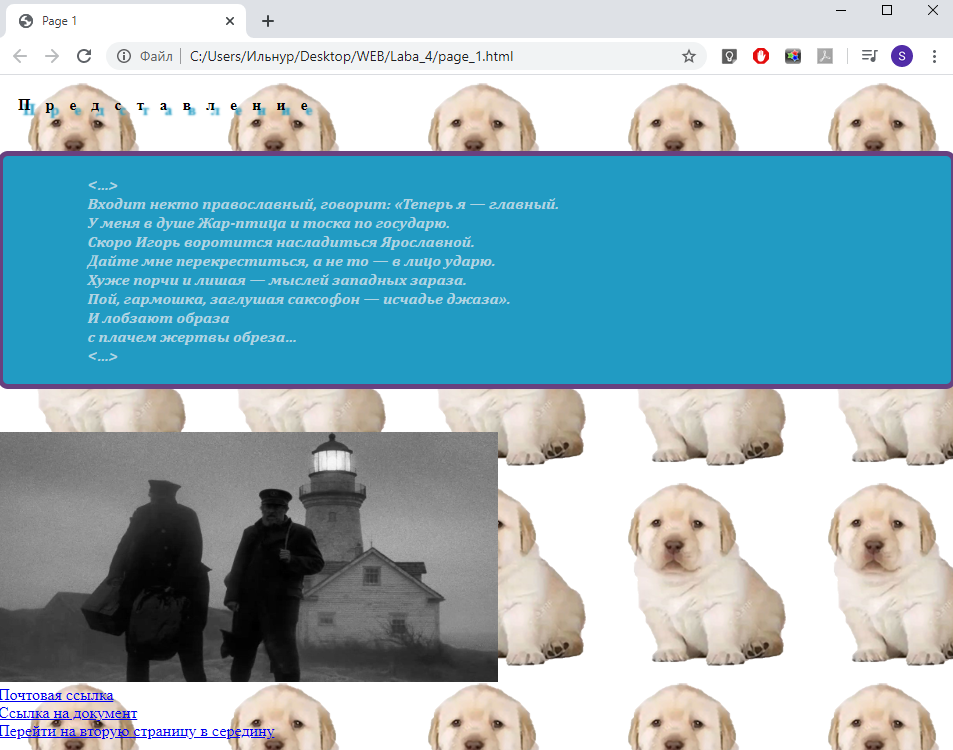 Page 1
Файл
C:/Users/Ильнур/Desktop/WEB/Laba_4/page_1.html
S
Представление
<...>
Входит некто православный, говорит: «Теперь я — главный.
У меня в душе Жар-птица и тоска по государю.
Скоро Игорь воротится насладиться Ярославной.
Дайте мне перекреститься, а не то — в лицо ударю.
Хуже порчи и лишая — мыслей западных зараза.
Пой, гармошка, заглушая саксофон — исчадье джаза».
И лобзают образа
с плачем жертвы обреза...
<...>
Почтовая ссылка
Ссылка на документ
Перейти на вторую страницу в середину